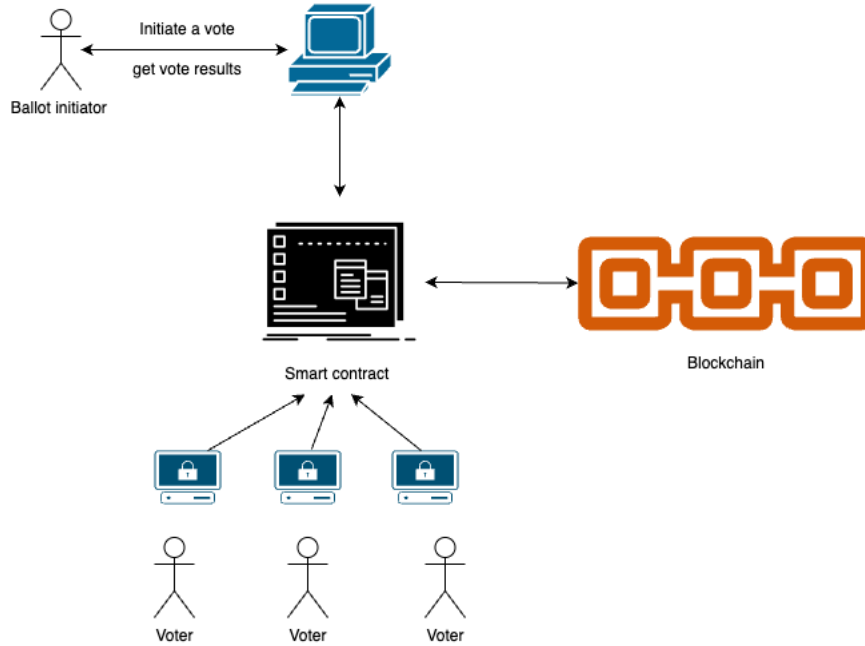 Initiate a vote
get vote results
Ballot initiator
Smart contract
Blockchain
Voter
Voter
Voter